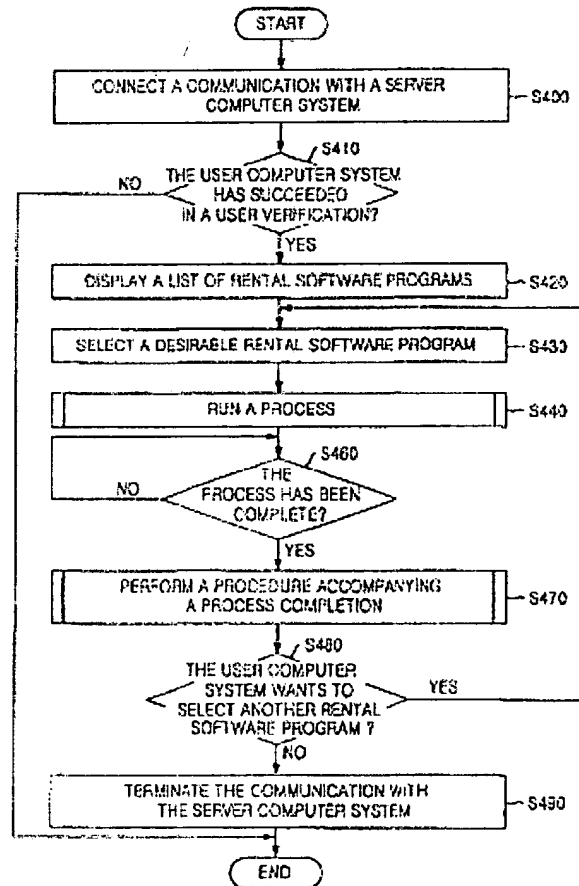 START
CONNECT A COMMUNICATION WITH A SERVER
COMPUTER SYSTEM
S400
S410
THE USER COMPUTER SYSTEM
HAS SUCCEEDED
IN A USER VERIFICATION?
NO
YES
DISPLAY A LIST OF RENTAL SOFTWARE PROGRAMS
S420
SELECT A DESIRABLE RENTAL SOFTWARE PROGRAM
S430
RUN A PROCESS
S440
S460
THE
PROCESS HAS BEEN
COMPLETE?
NO
YES
PERFORM A PROCEDURE ACCOMPANYING
A PROCESS COMPLETION
S470
S480
THE USER COMPUTER
SYSTEM WANTS TO
SELECT ANOTHER RENTAL
SOFTWARE PROGRAM ?
YES
NO
TERMINATE THE COMMUNICATION WITH
THE SERVER COMPUTER SYSTEM
S490
END